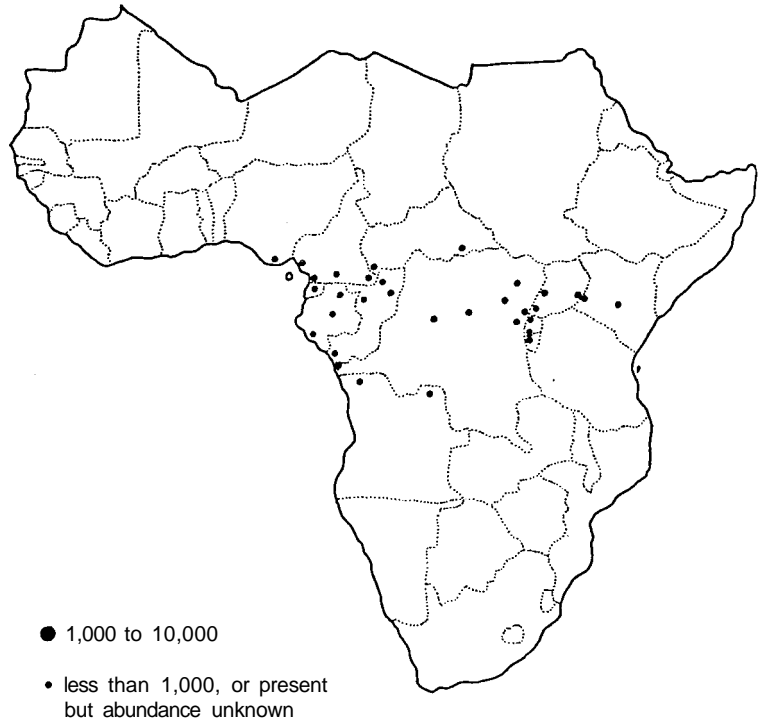 1,000 to 10,000
less than 1,000, or present
but abundance unknown